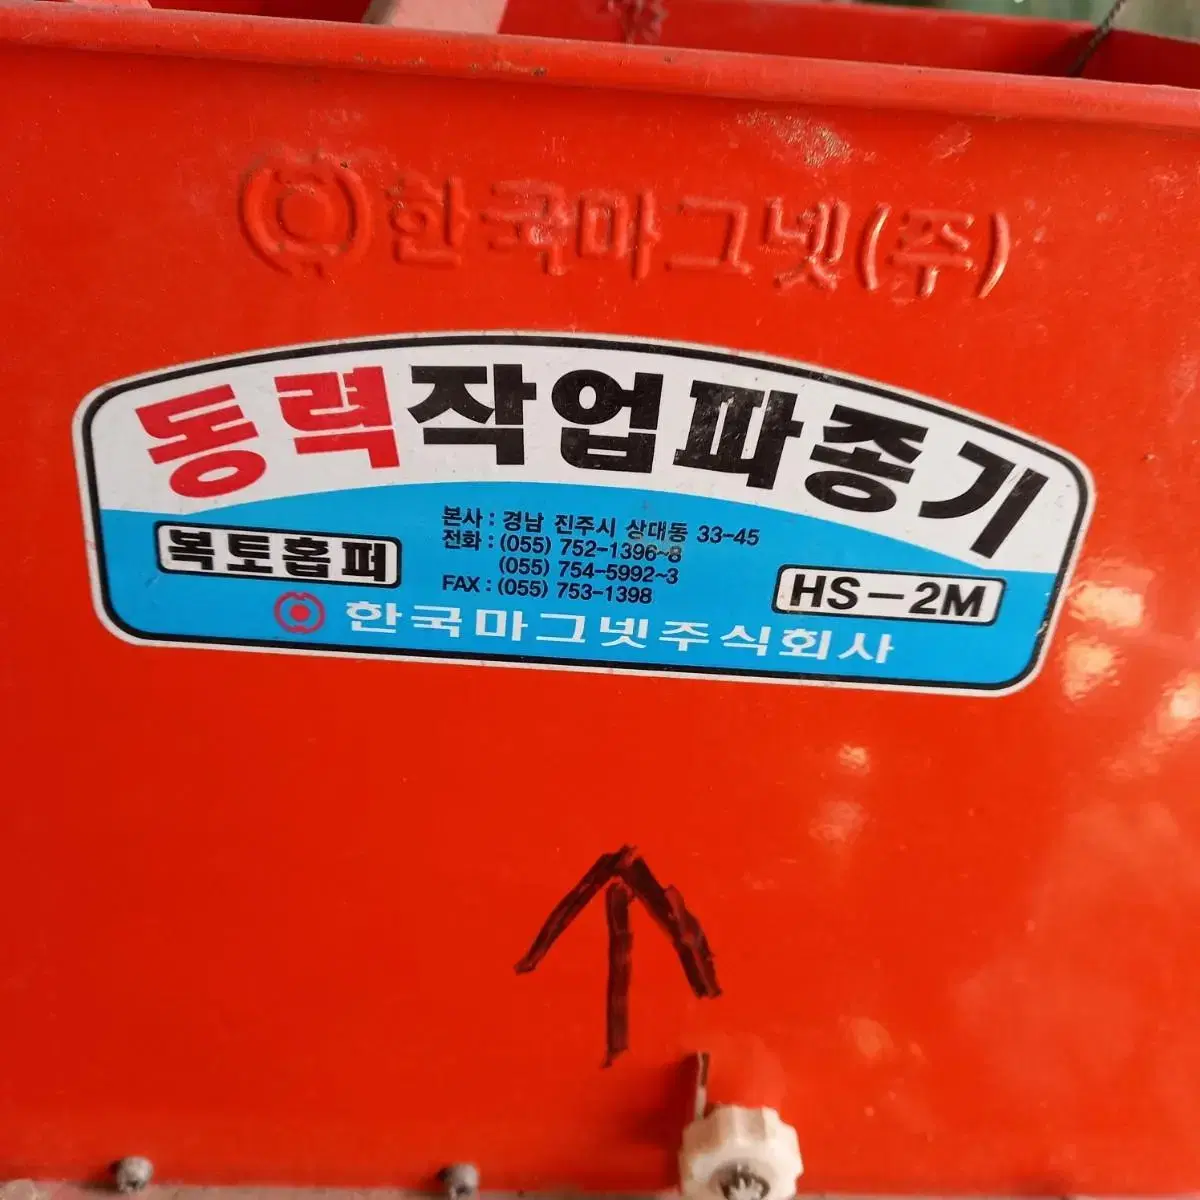 한국마그넷(주)
동력작업파종기
복토홉퍼
본사 : 경남 진주시 상대동 33-45
전화 : (055) 752-1396~8
(055) 754-5992~3
FAX : (055) 753-1398
HS-2M
한국마그넷주식회사